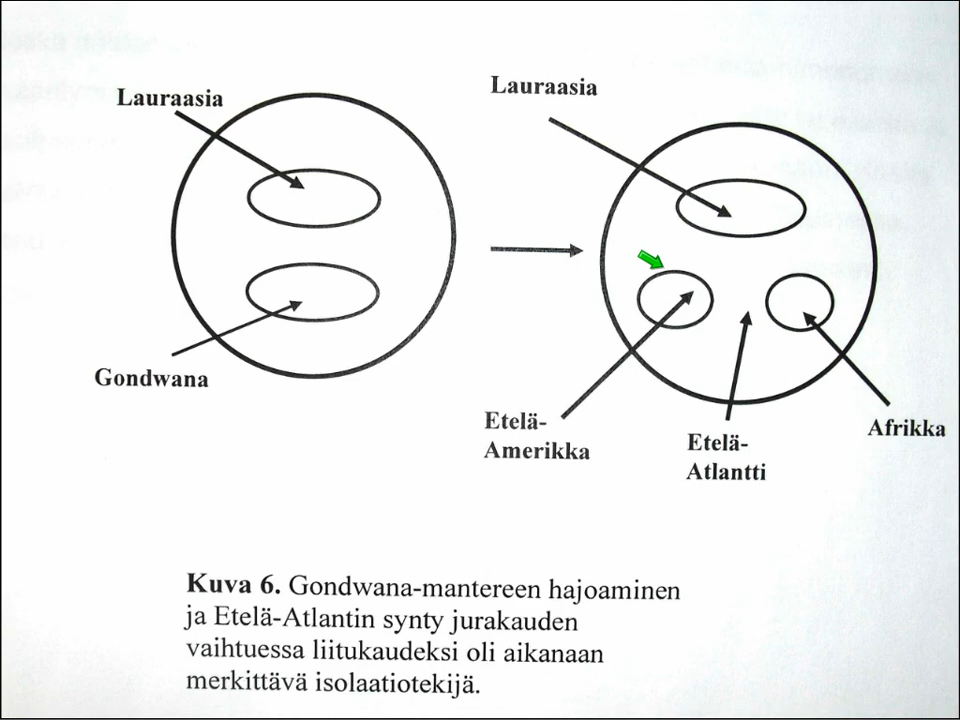 Lauraasia
Gondwana
Lauraasia
Etelä-
Amerikka
Etelä-
Atlantti
Afrikka
Kuva 6. Gondwana-mantereen hajoaminen
ja Etelä-Atlantin synty jurakauden
vaihtuessa liitukaudeksi oli aikanaan
merkittävä isolaatiotekijä.